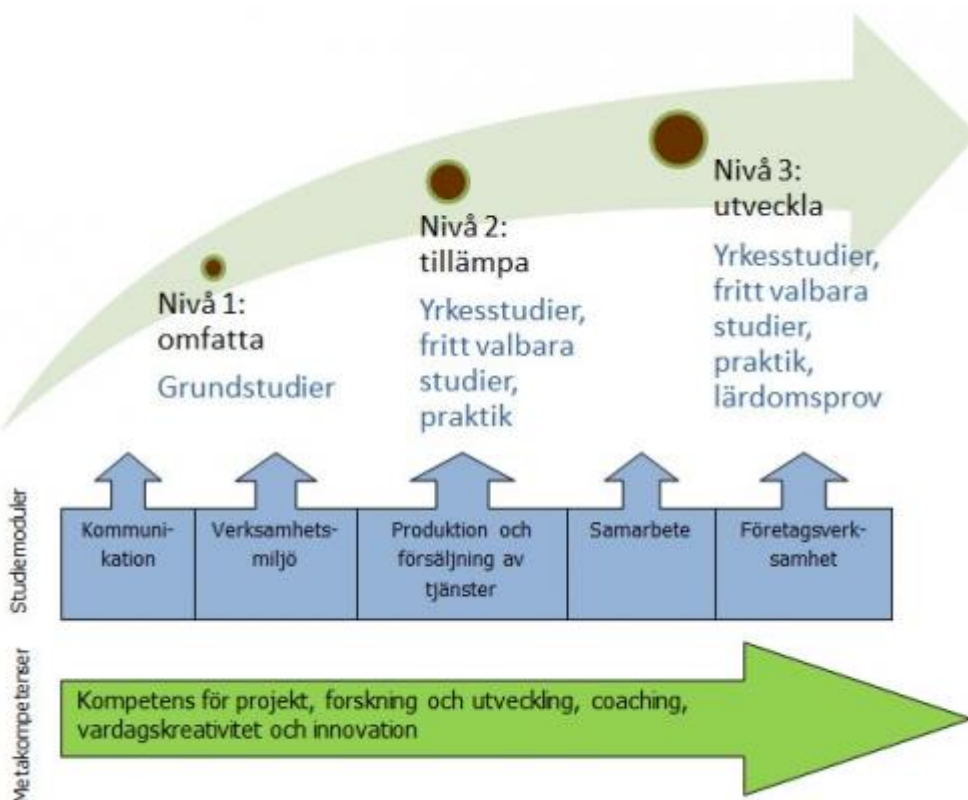 Nivå 1:
omfatta
Grundstudier
Nivå 2:
tillämpa
Yrkesstudier,
fritt valbara
studier,
praktik
Nivå 3:
utveckla
Yrkesstudier,
fritt valbara
studier,
praktik,
lärdomsprov
Studiemoduler
Kommuni-
kation
Verksamhets-
miljö
Produktion och
försäljning av
tjänster
Samarbete
Företagsverk-
samhet
Metakompetenser
Kompetens för projekt, forskning och utveckling, coaching,
vardagskreativitet och innovation